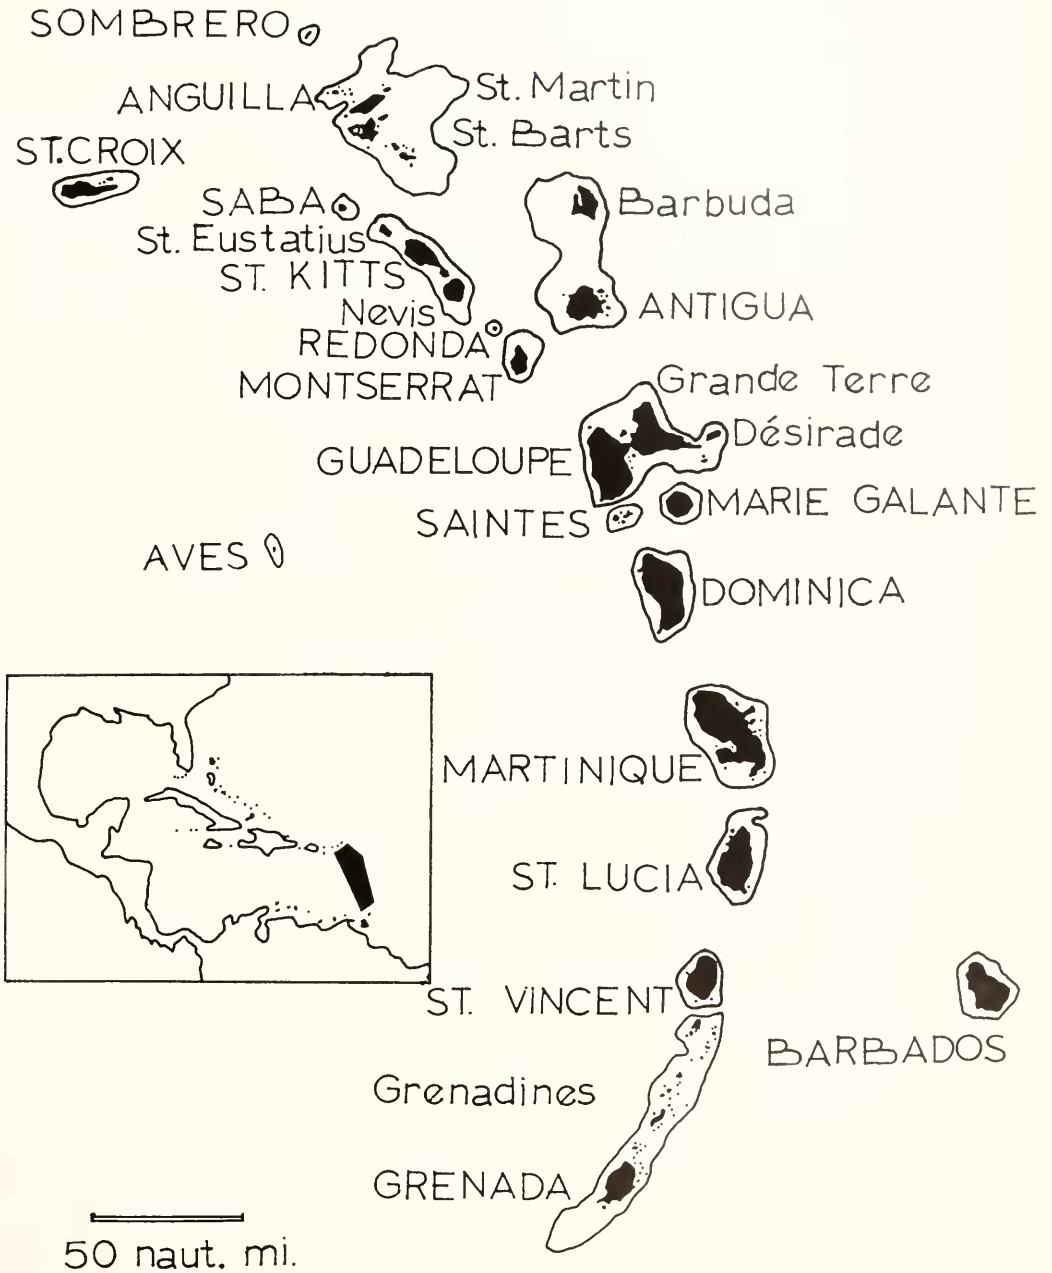 SOMBRERO
ANGUILLA
St. Martin
St. Barts
ST. CROIX
SABA
Barbuda
St. Eustatius
ST. KITTS
Nevis
ANTIGUA
REDONDA
MONTSERRAT
Grande Terre
Désirade
GUADELOUPE
MARIE GALANTE
SAINTES
AVES
DOMINICA
MARTINIQUE
ST. LUCIA
ST. VINCENT
BARBADOS
Grenadines
GRENADA
50 naut. mi.